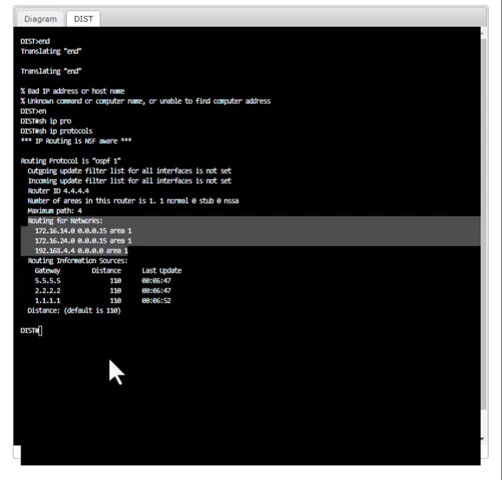 Diagram DIST
DIST>end
Translating "end"
Translating "end"
% Bad IP address or host name
% Unknown command or computer name, or unable to find computer address
DIST>en
DIST#sh ip pro
DIST#sh ip protocols
*** IP Routing is NSF aware ***
Routing Protocol is "ospf 1"
Outgoing update filter list for all interfaces is not set
Incoming update filter list for all interfaces is not set
Router ID 4.4.4.4
Number of areas in this router is 1. 1 normal 0 stub 0 nssa
Maximum path: 4
Routing for Networks:
172.16.14.0 0.0.0.15 area 1
172.16.24.0 0.0.0.15 area 1
192.168.4.4 0.0.0.0 area 1
Routing Information Sources:
Gateway Distance Last Update
5.5.5.5 110 00:06:47
2.2.2.2 110 00:06:47
1.1.1.1 110 00:06:52
Distance: (default is 110)
DIST#